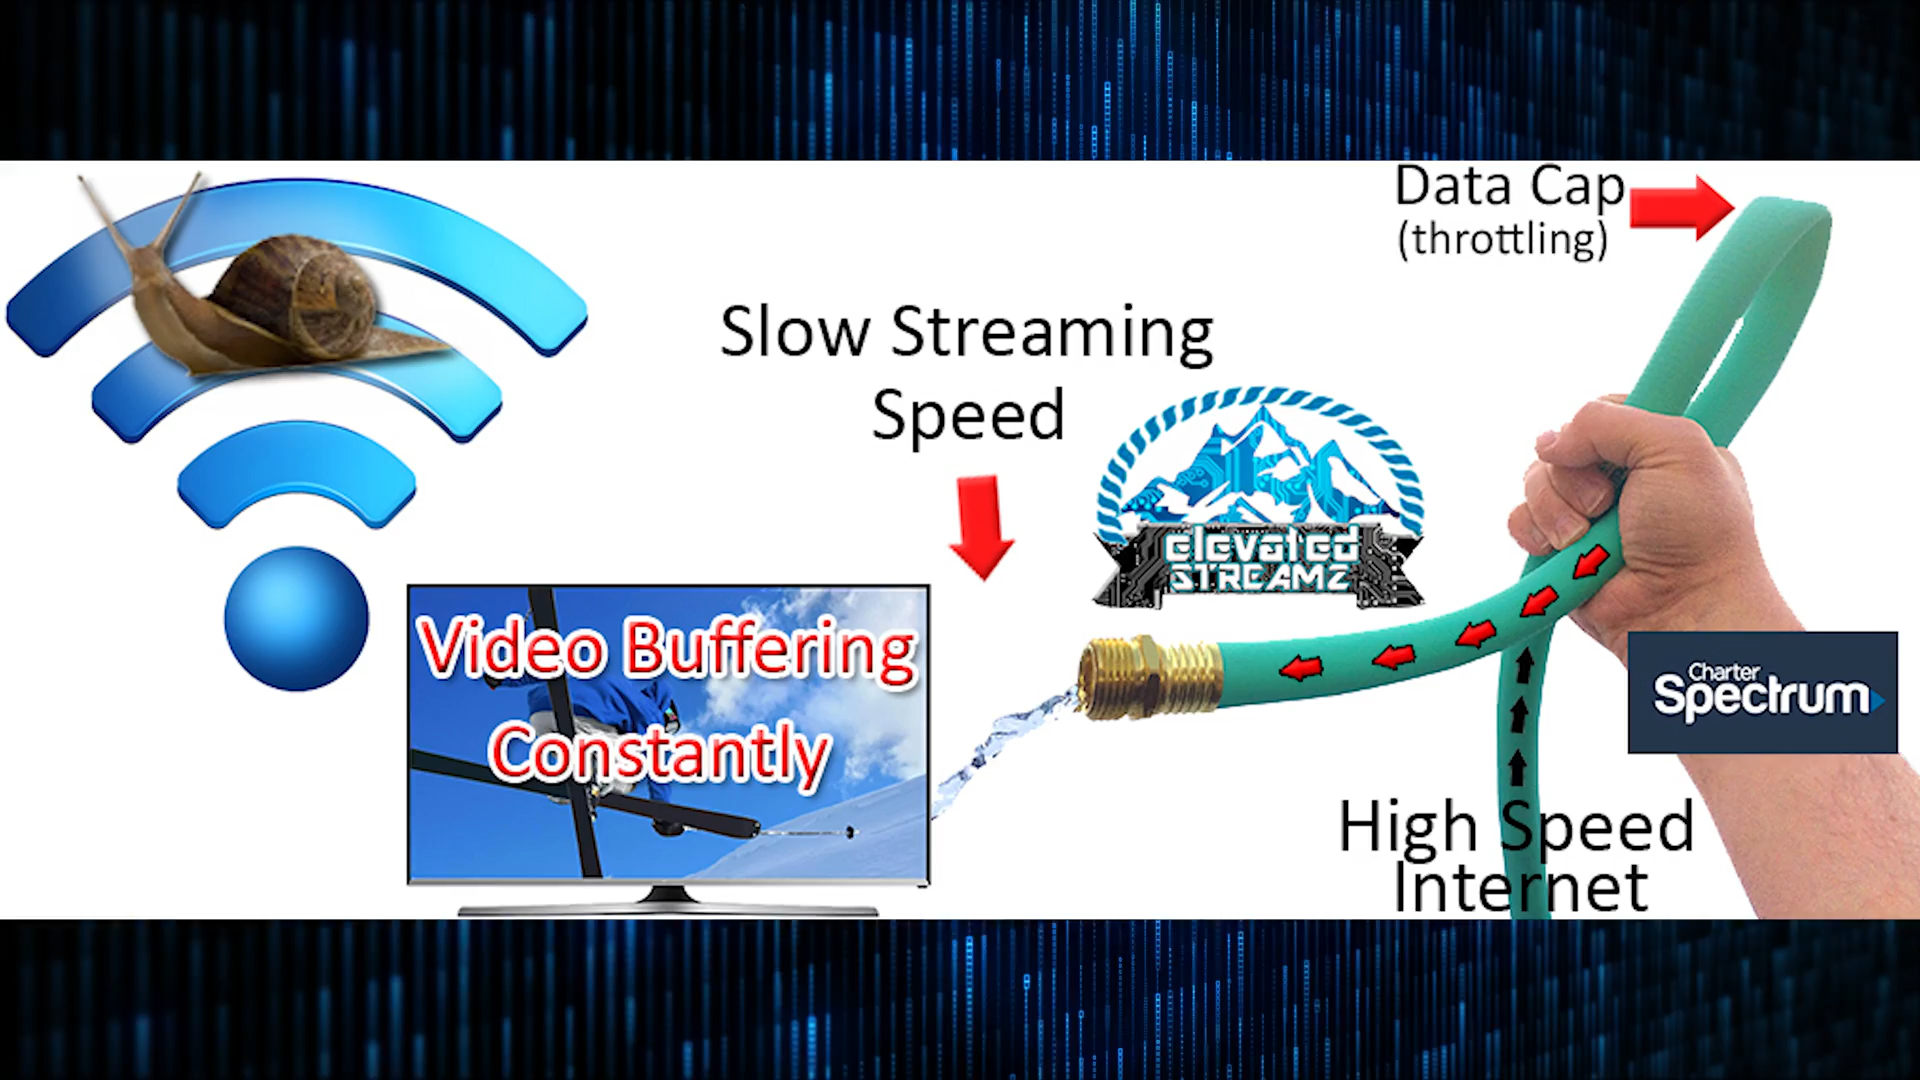 Data Cap
(throttling)
Slow Streaming
Speed
elevated
STREAMZ
Video Buffering
Constantly
Charter
Spectrum
High Speed
Internet